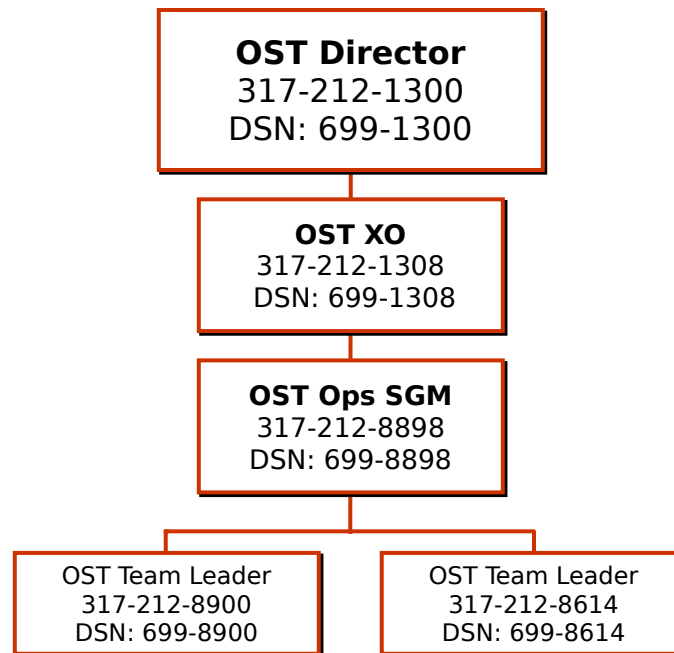 OST Director
317-212-1300
DSN: 699-1300
OST XO
317-212-1308
DSN: 699-1308
OST Ops SGM
317-212-8898
DSN: 699-8898
OST Team Leader
317-212-8900
DSN: 699-8900
OST Team Leader
317-212-8614
DSN: 699-8614